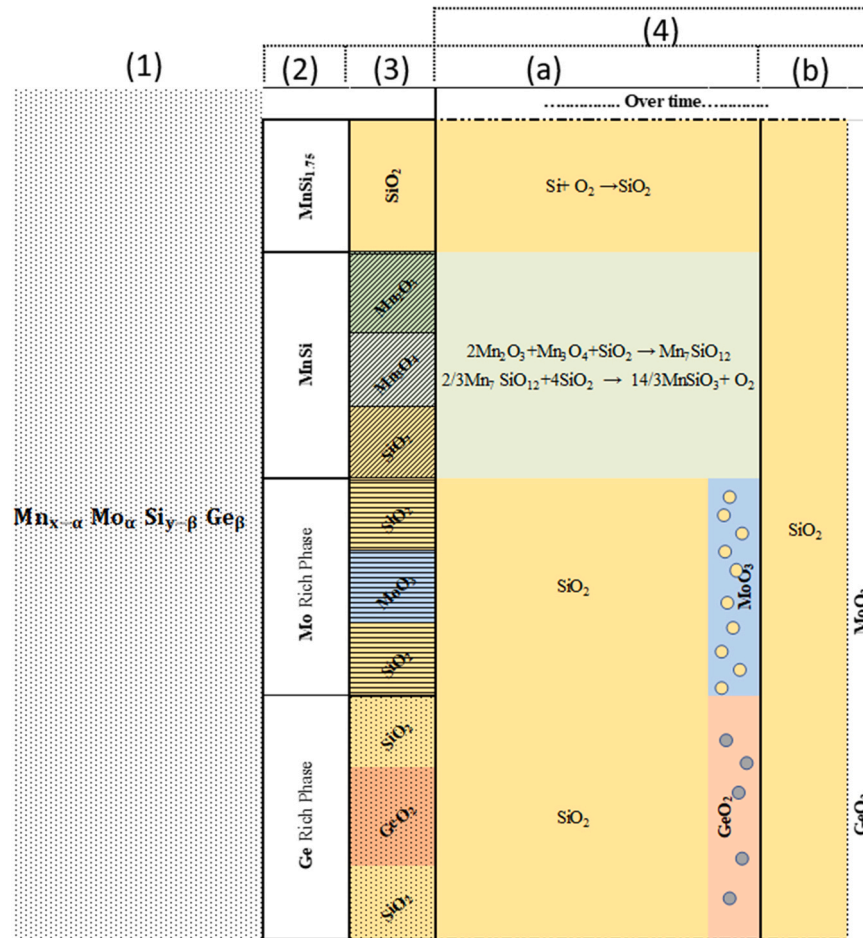 (4)
(1)
(2)
(3)
(a)
(b)
............... Over time.............
MnSi₁.₇₅
SiO₂
Si+ O₂ →SiO₂
MnSi
Mn₂O₃
Mn₃O₄
SiO₂
2Mn₂O₃+Mn₃O₄+SiO₂ → Mn₇SiO₁₂
2/3Mn₇ SiO₁₂+4SiO₂ → 14/3MnSiO₃+ O₂
Mnₓ₋α Moα Siy₋β Geβ
Mo Rich Phase
SiO₂
MoO₃
SiO₂
SiO₂
MoO₃
SiO₂
Ge Rich Phase
SiO₂
GeO₂
SiO₂
SiO₂
GeO₂